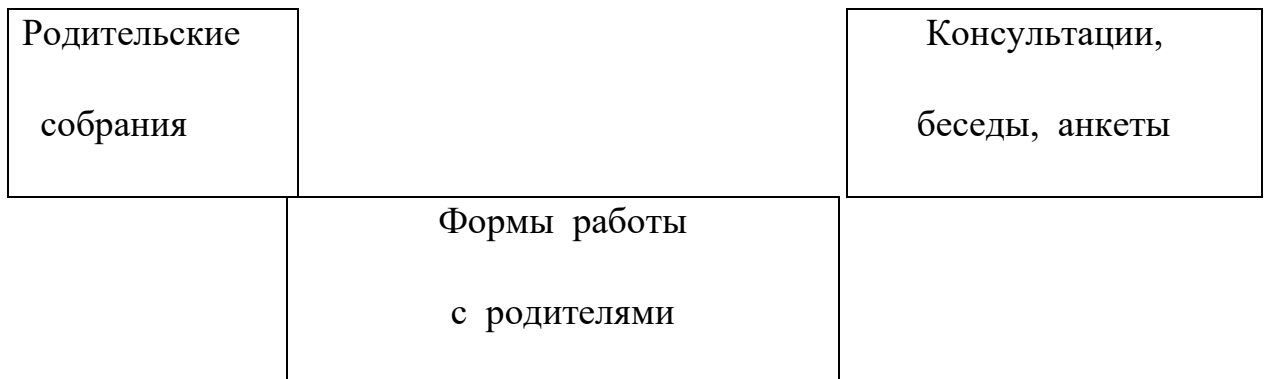 Родительские
собрания
Консультации,
беседы, анкеты
Формы работы
с родителями